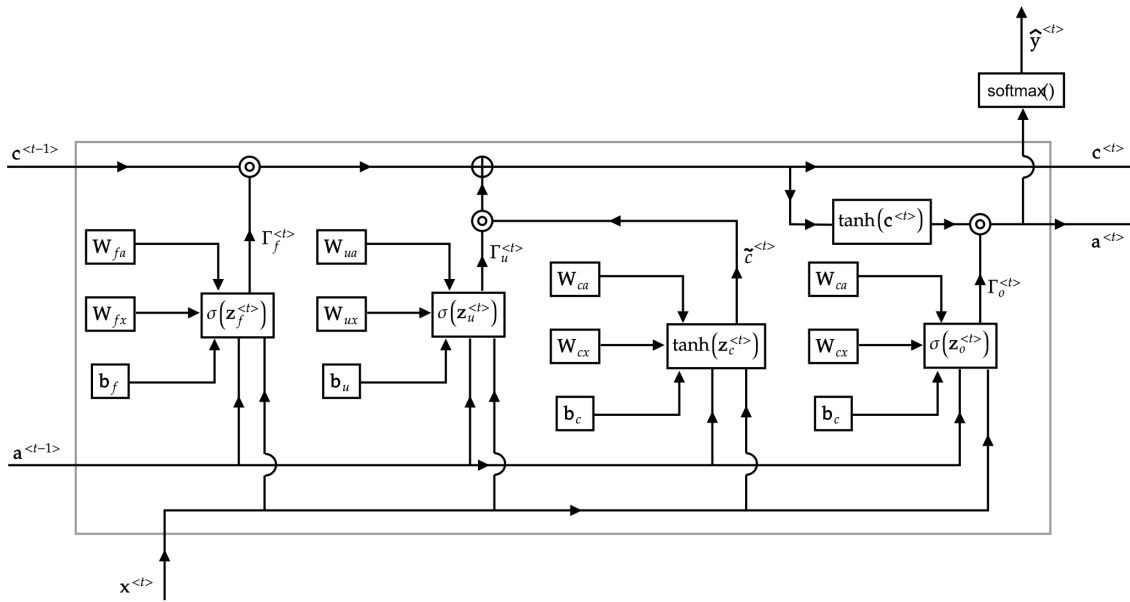 ŷ<t>
softmax()
c<t-1>
c<t>
tanh(c<t>)
a<t>
Γf<t>
Γu<t>
c̃<t>
Γo<t>
Wfa
Wua
Wca
Wca
Wfx
σ(zf<t>)
Wux
σ(zu<t>)
Wcx
tanh(zc<t>)
Wcx
σ(zo<t>)
bf
bu
bc
bc
a<t-1>
x<t>